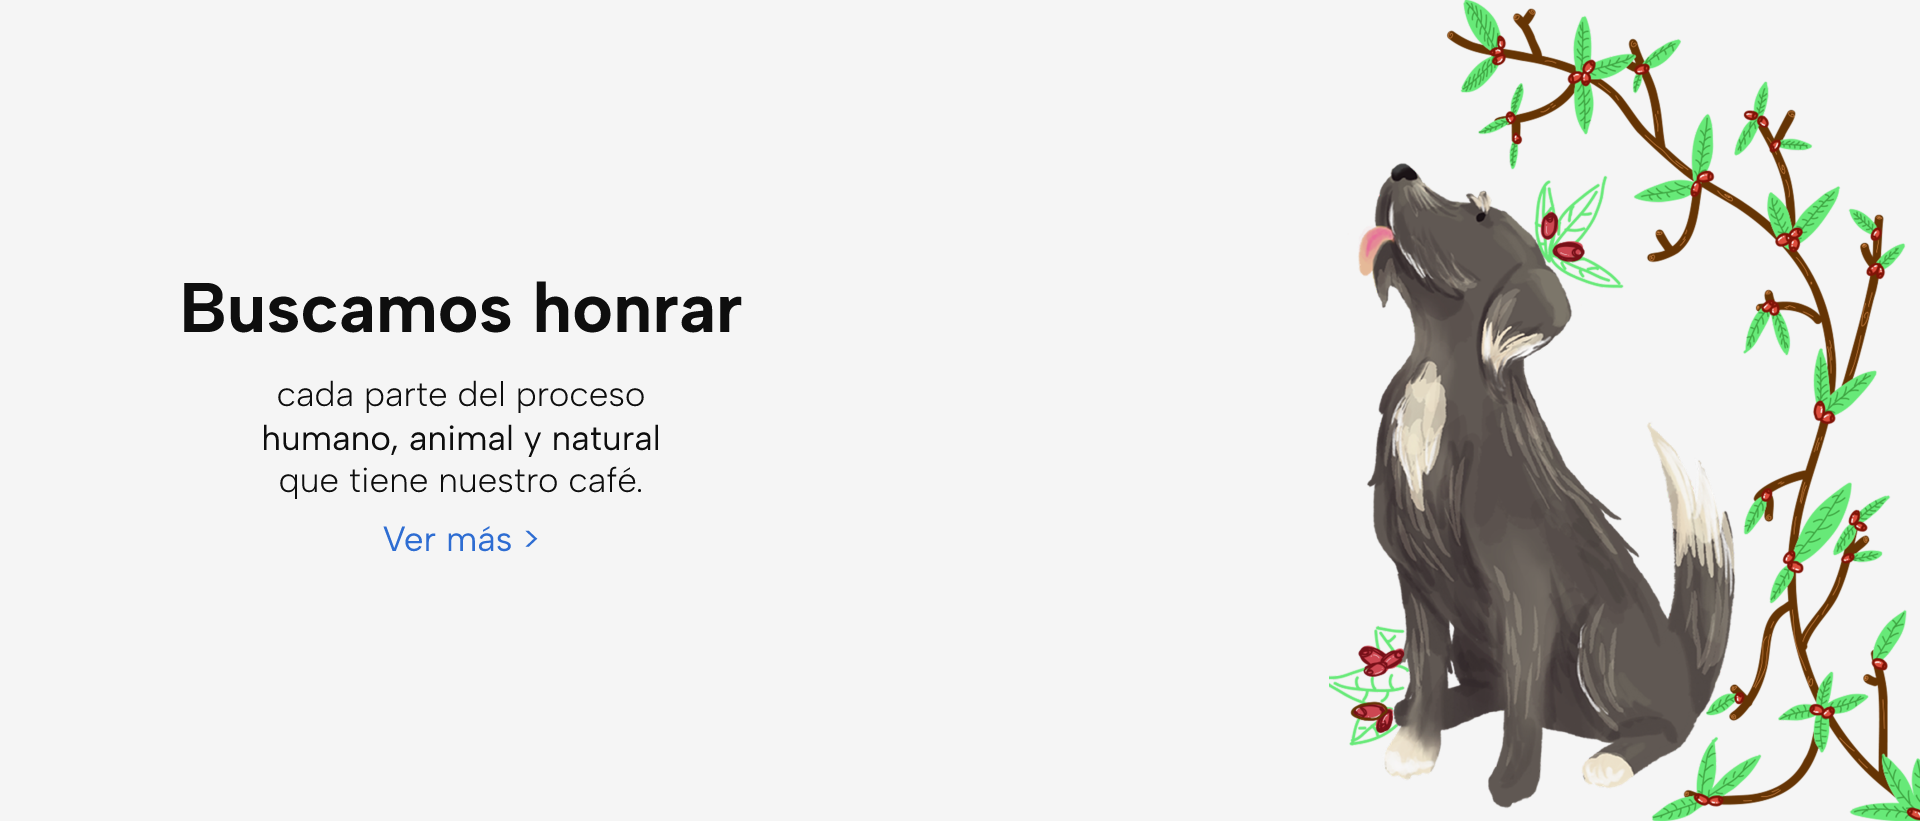 Buscamos honrar
cada parte del proceso
humano, animal y natural
que tiene nuestro café.
Ver más >